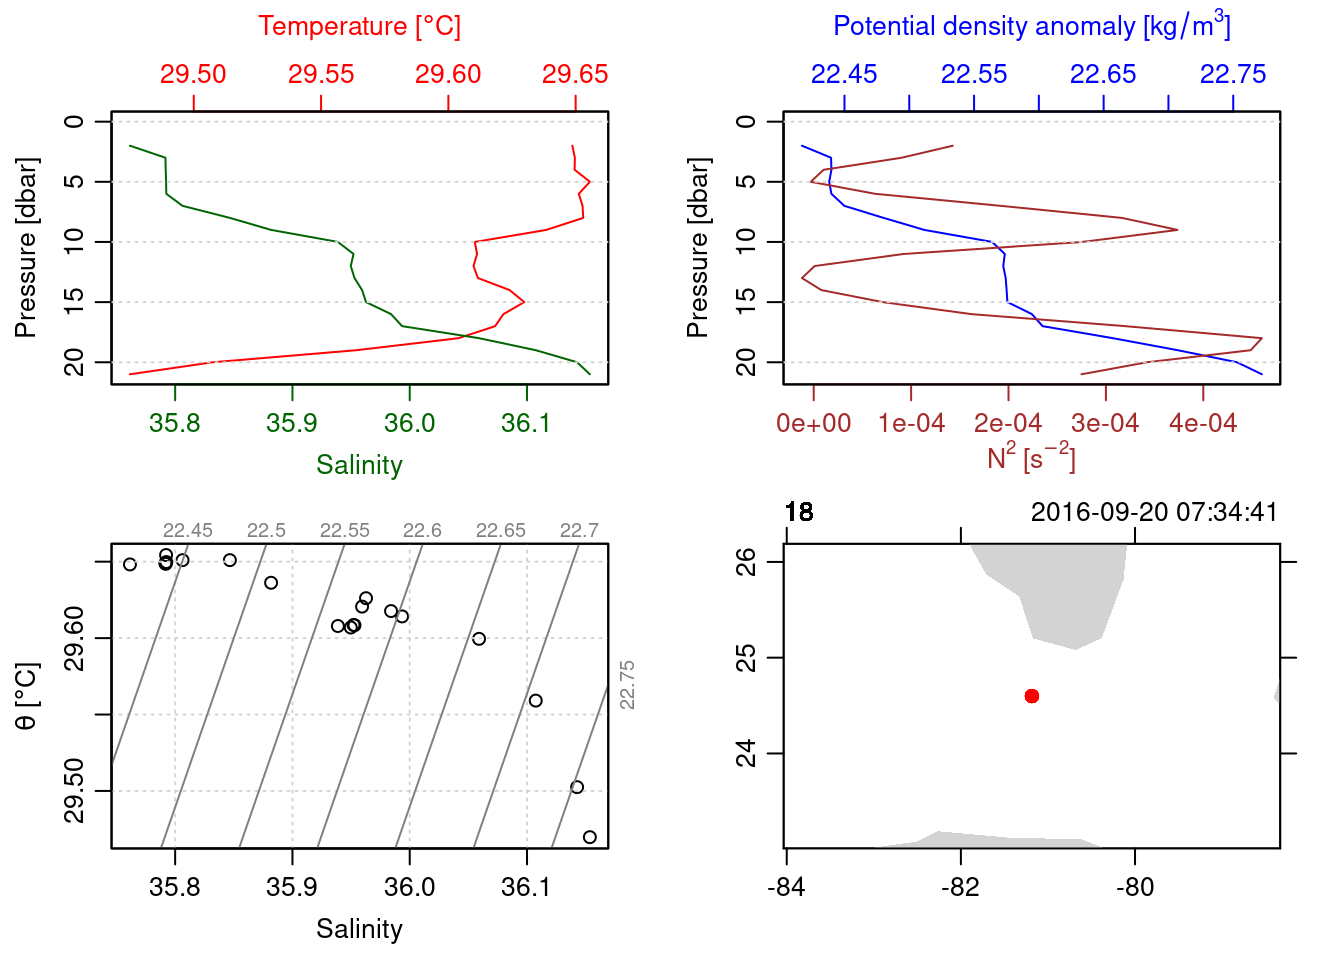 Temperature [°C]
29.50 29.55 29.60 29.65
0
5
10
15
20
Pressure [dbar]
35.8 35.9 36.0 36.1
Salinity
Potential density anomaly [kg/m³]
22.45 22.55 22.65 22.75
0
5
10
15
20
Pressure [dbar]
0e+00 1e-04 2e-04 3e-04 4e-04
N² [s⁻²]
22.45 22.5 22.55 22.6 22.65 22.7
22.75
29.60
29.50
θ [°C]
35.8 35.9 36.0 36.1
Salinity
18 2016-09-20 07:34:41
26
25
24
-84 -82 -80